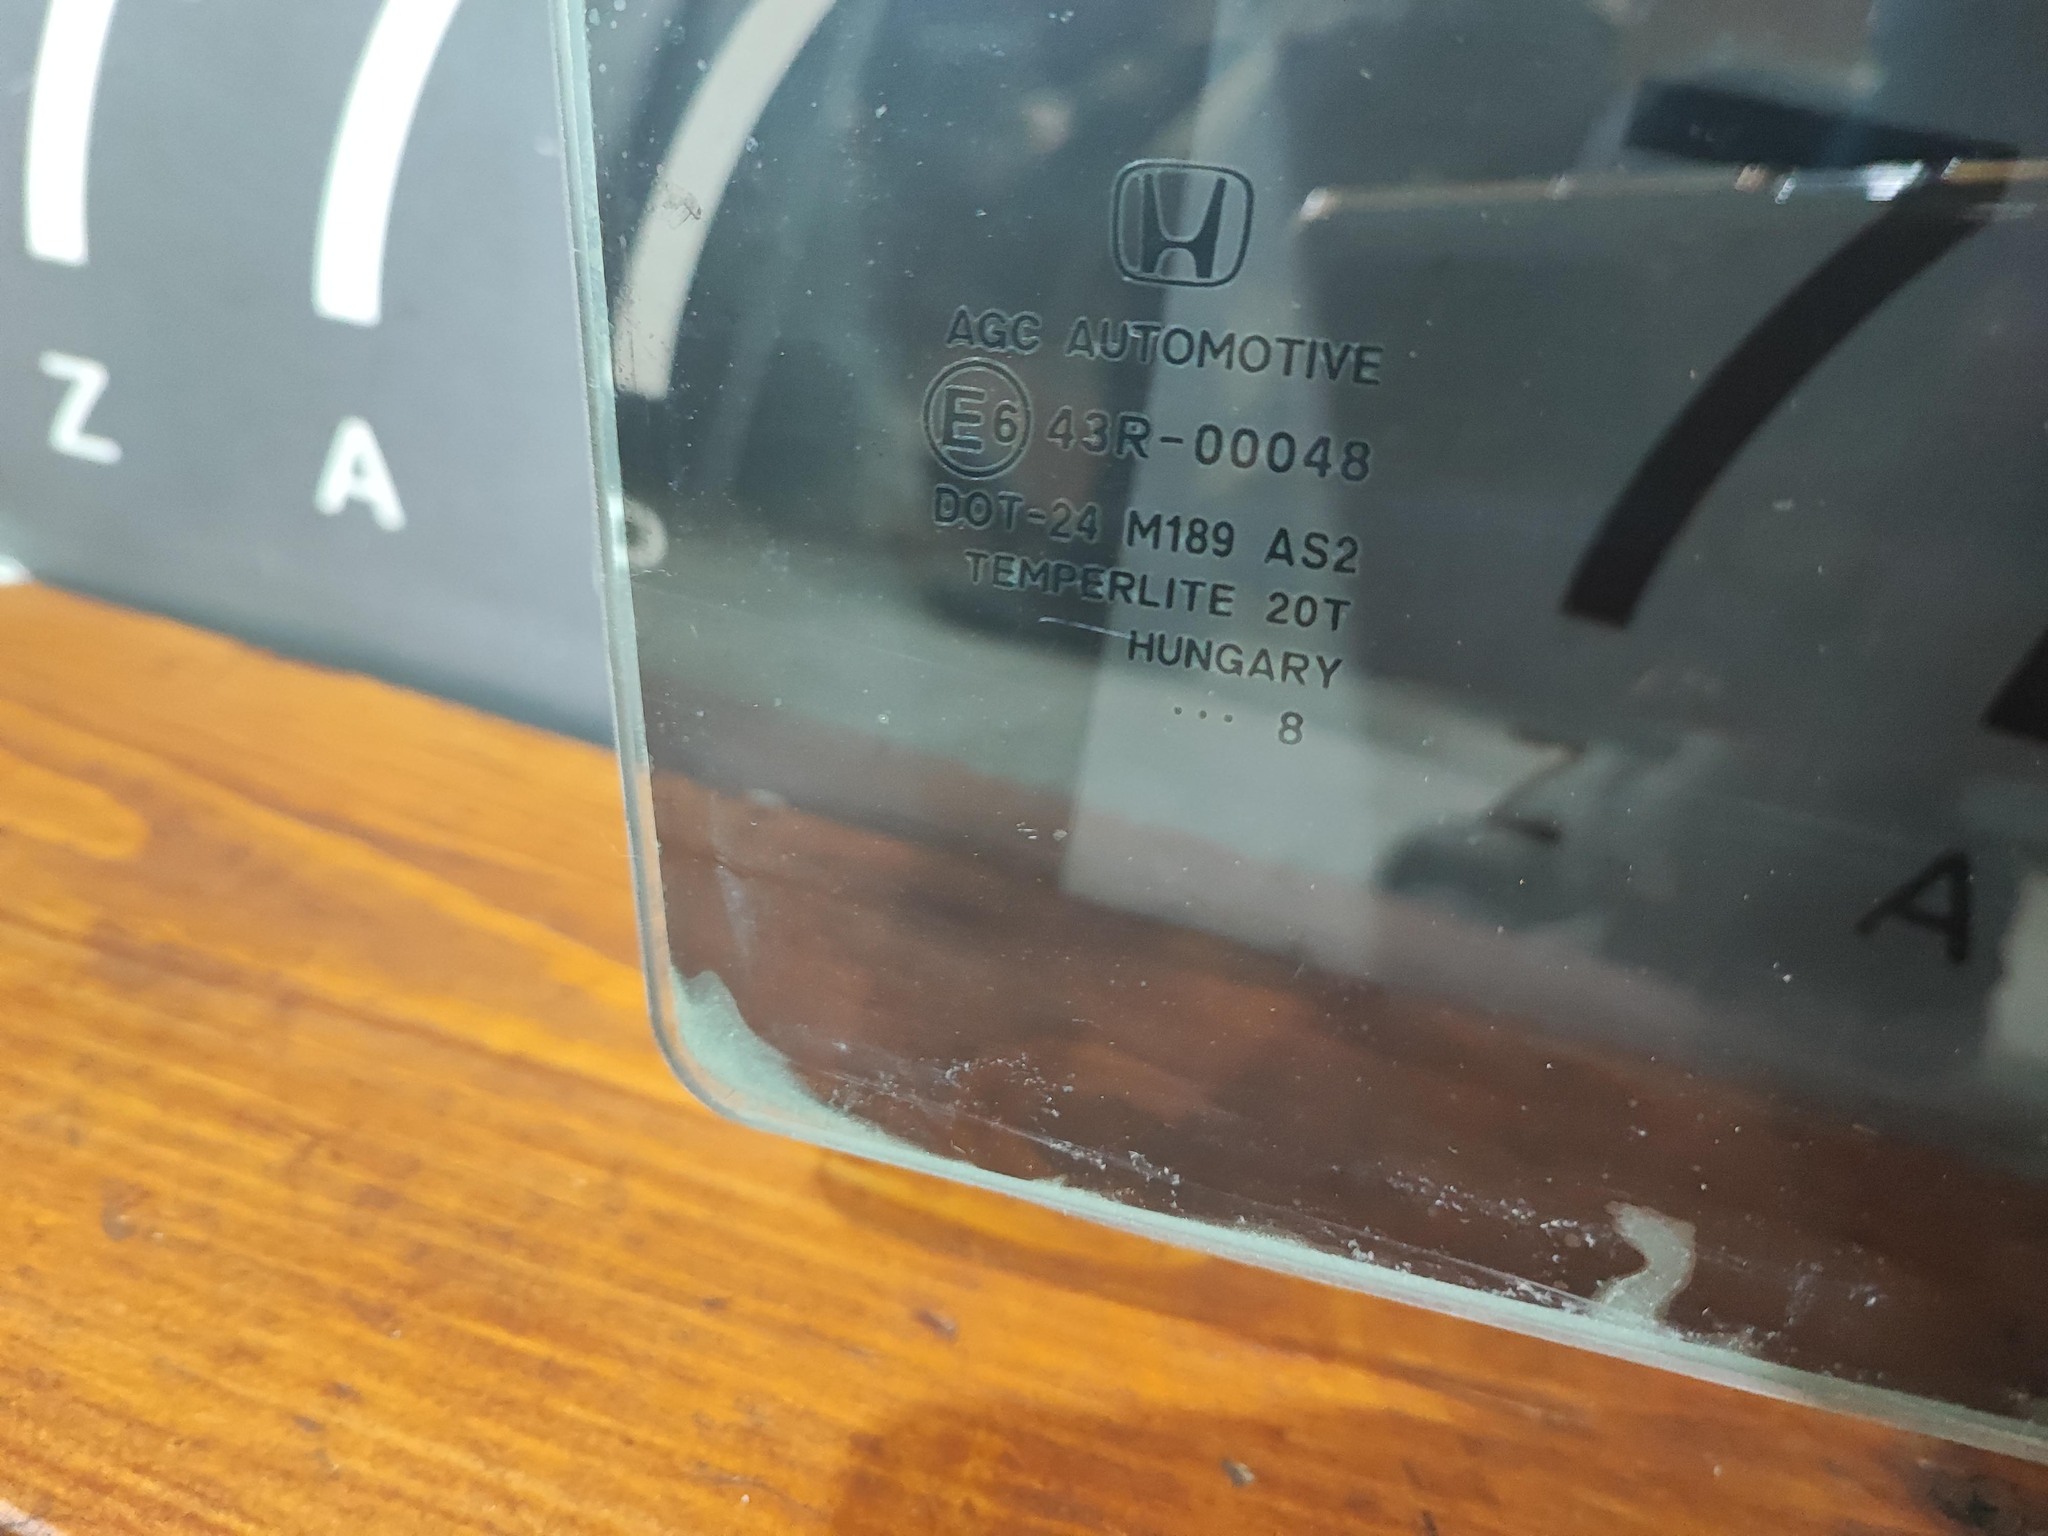 Z A
AGC AUTOMOTIVE
E6 43R-00048
DOT-24 M189 AS2
TEMPERLITE 20T
HUNGARY
... 8
Z A